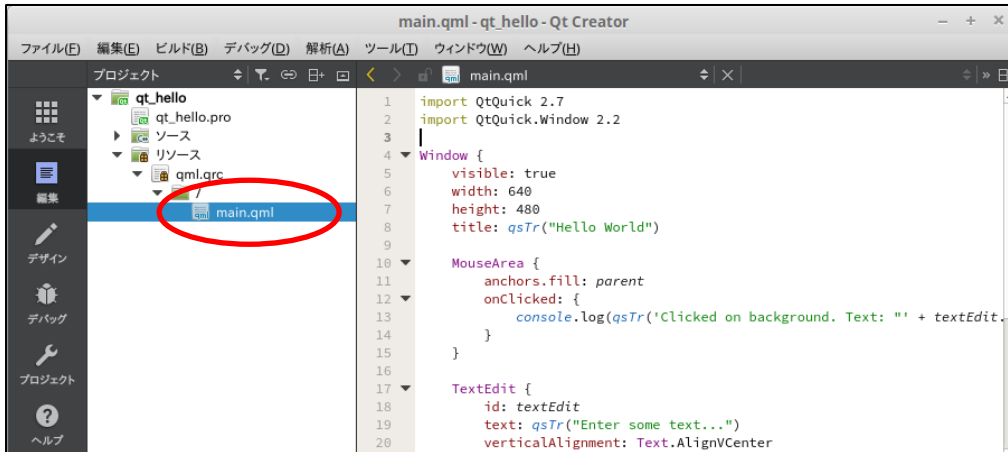 main.qml - qt_hello - Qt Creator
ファイル(F) 編集(E) ビルド(B) デバッグ(D) 解析(A) ツール(T) ウィンドウ(W) ヘルプ(H)
プロジェクト
main.qml
ようこそ
編集
デザイン
デバッグ
プロジェクト
ヘルプ
qt_hello
qt_hello.pro
ソース
リソース
qml.qrc
/
main.qml
1 import QtQuick 2.7
2 import QtQuick.Window 2.2
3
4 Window {
5 visible: true
6 width: 640
7 height: 480
8 title: qsTr("Hello World")
9
10 MouseArea {
11 anchors.fill: parent
12 onClicked: {
13 console.log(qsTr('Clicked on background. Text: "' + textEdit.
14 }
15 }
16
17 TextEdit {
18 id: textEdit
19 text: qsTr("Enter some text...")
20 verticalAlignment: Text.AlignVCenter